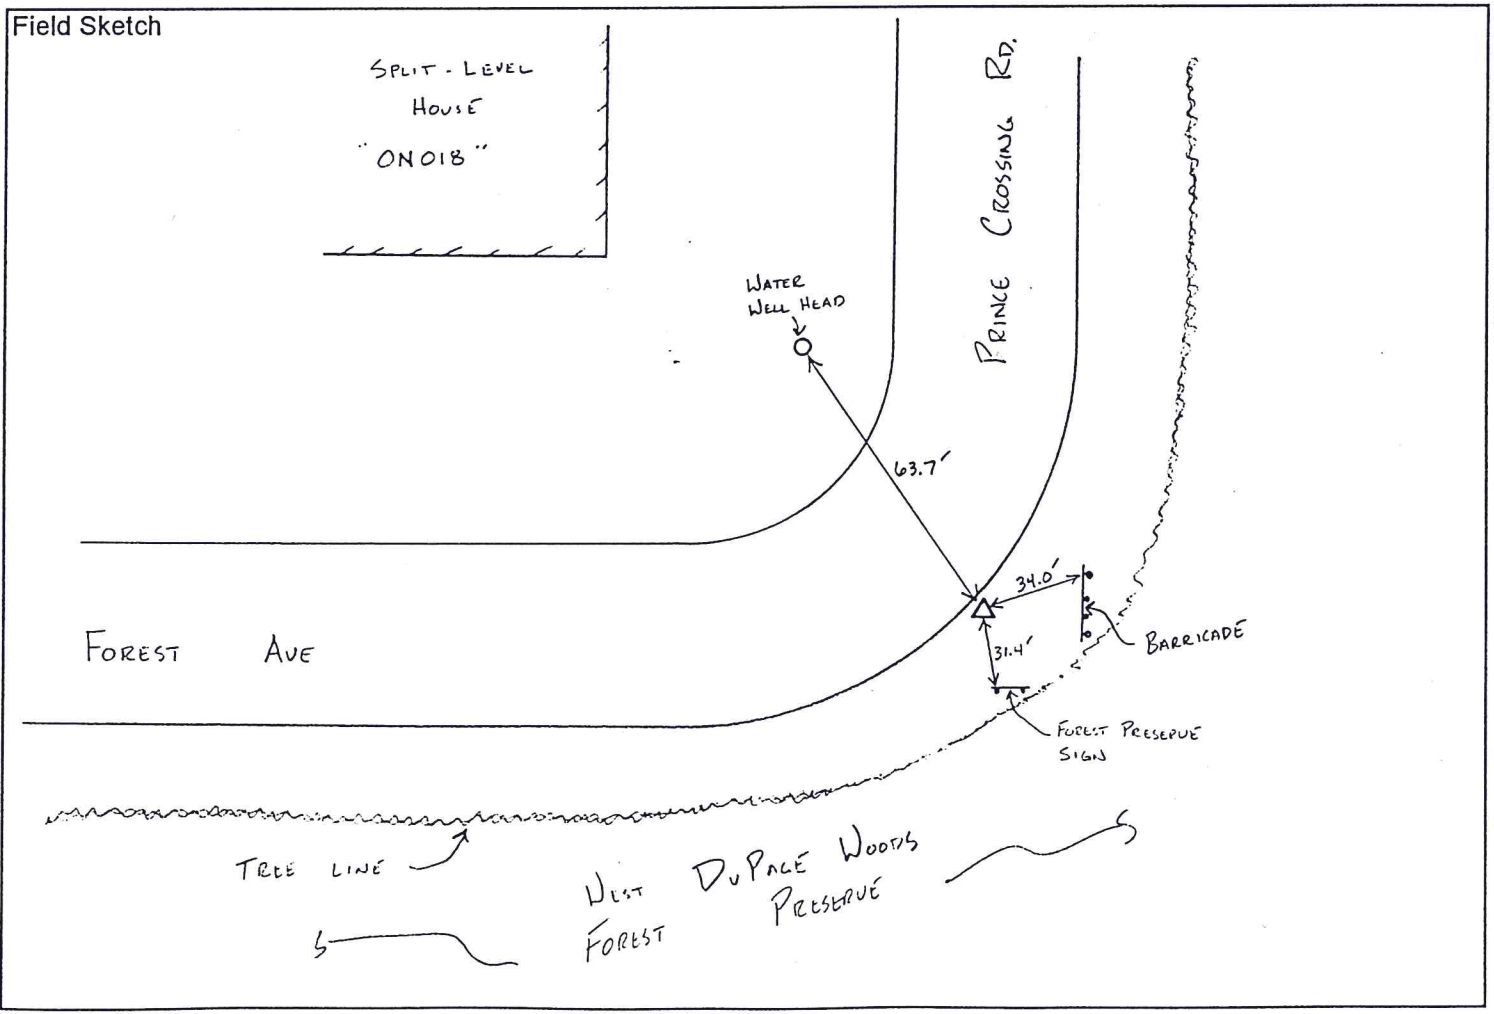 Field Sketch
SPLIT-LEVEL
HOUSE
"ON018"
PRINCE CROSSING RD.
WATER
WELL HEAD
63.7'
34.0'
31.4'
BARRICADE
FOREST AVE
FOREST PRESERVE
SIGN
TREE LINE
WEST DUPAGE WOODS
FOREST PRESERVE